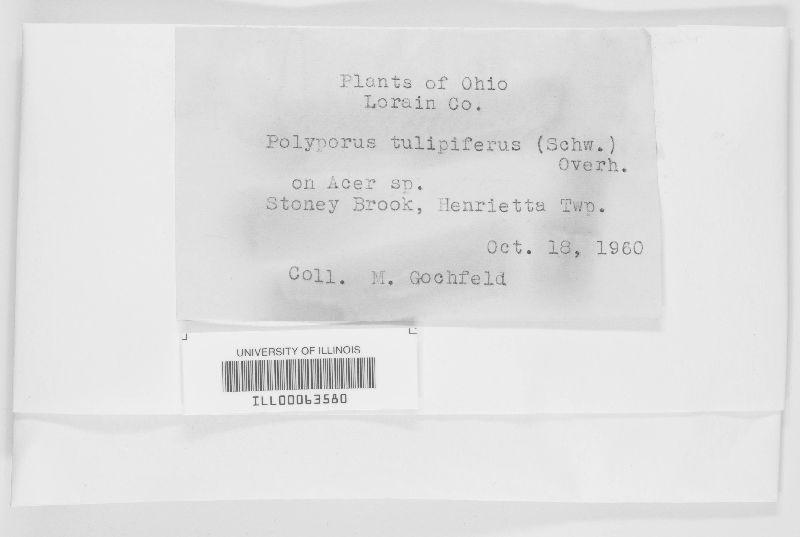 Plants of Ohio
Lorain Co.
Polyporus tulipiferus (Schw.)
Overh.
on Acer sp.
Stoney Brook, Henrietta Twp.
Oct. 18, 1960
Coll. M. Gochfeld
UNIVERSITY OF ILLINOIS
ILL00063580